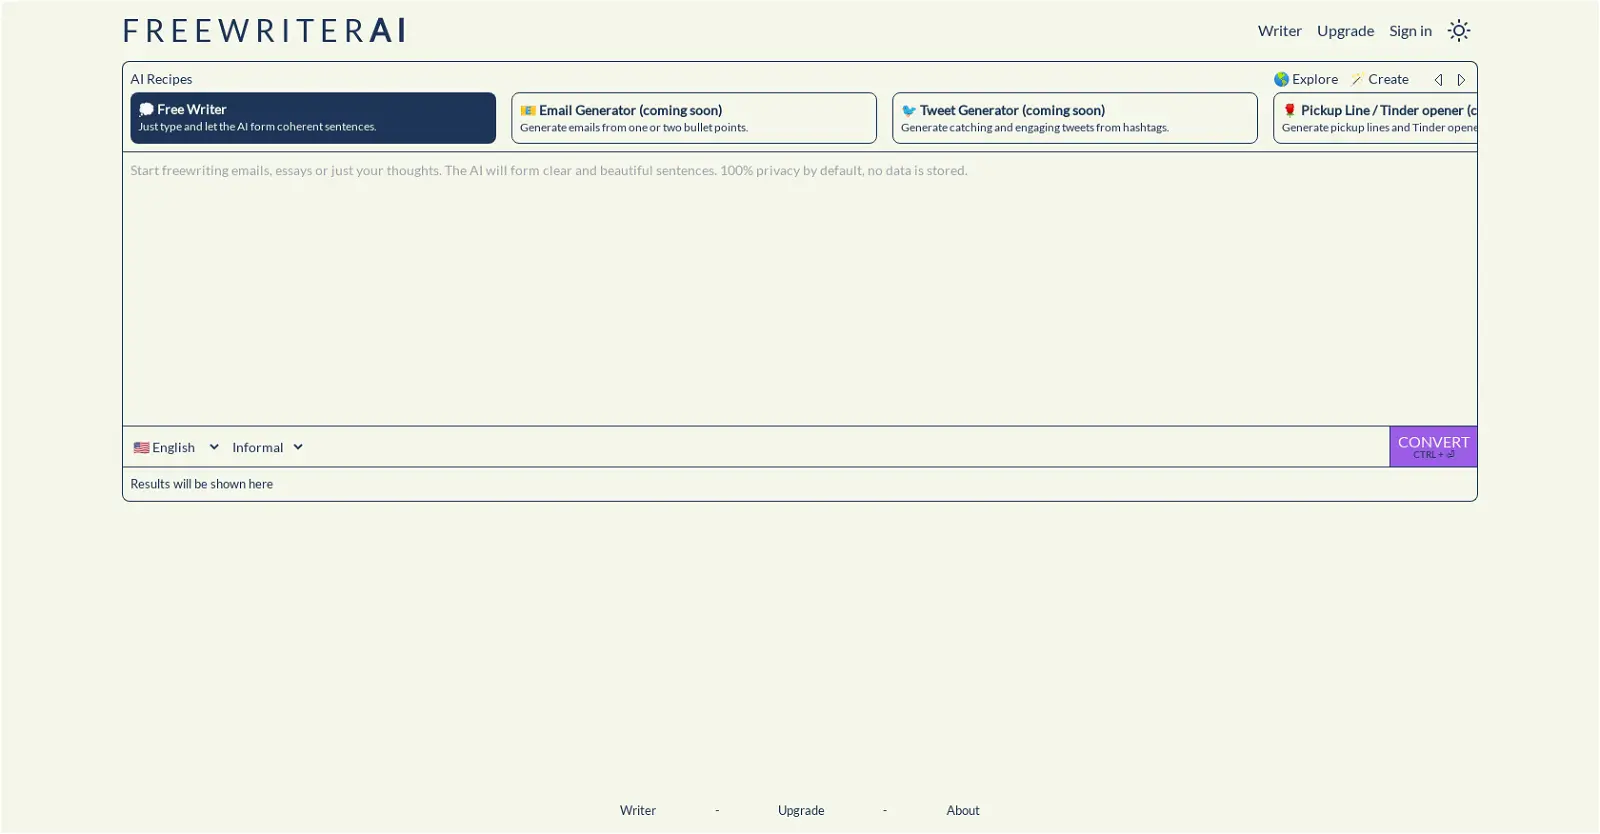 FREEWRITERAI
Writer Upgrade Sign in
AI Recipes
🌎 Explore 🪄 Create
💭 Free Writer
Just type and let the AI form coherent sentences.
📧 Email Generator (coming soon)
Generate emails from one or two bullet points.
🐦 Tweet Generator (coming soon)
Generate catching and engaging tweets from hashtags.
🌹 Pickup Line / Tinder opener (c
Generate pickup lines and Tinder opene
Start freewriting emails, essays or just your thoughts. The AI will form clear and beautiful sentences. 100% privacy by default, no data is stored.
🇺🇸 English Informal
CONVERT
CTRL + ⏎
Results will be shown here
Writer - Upgrade - About